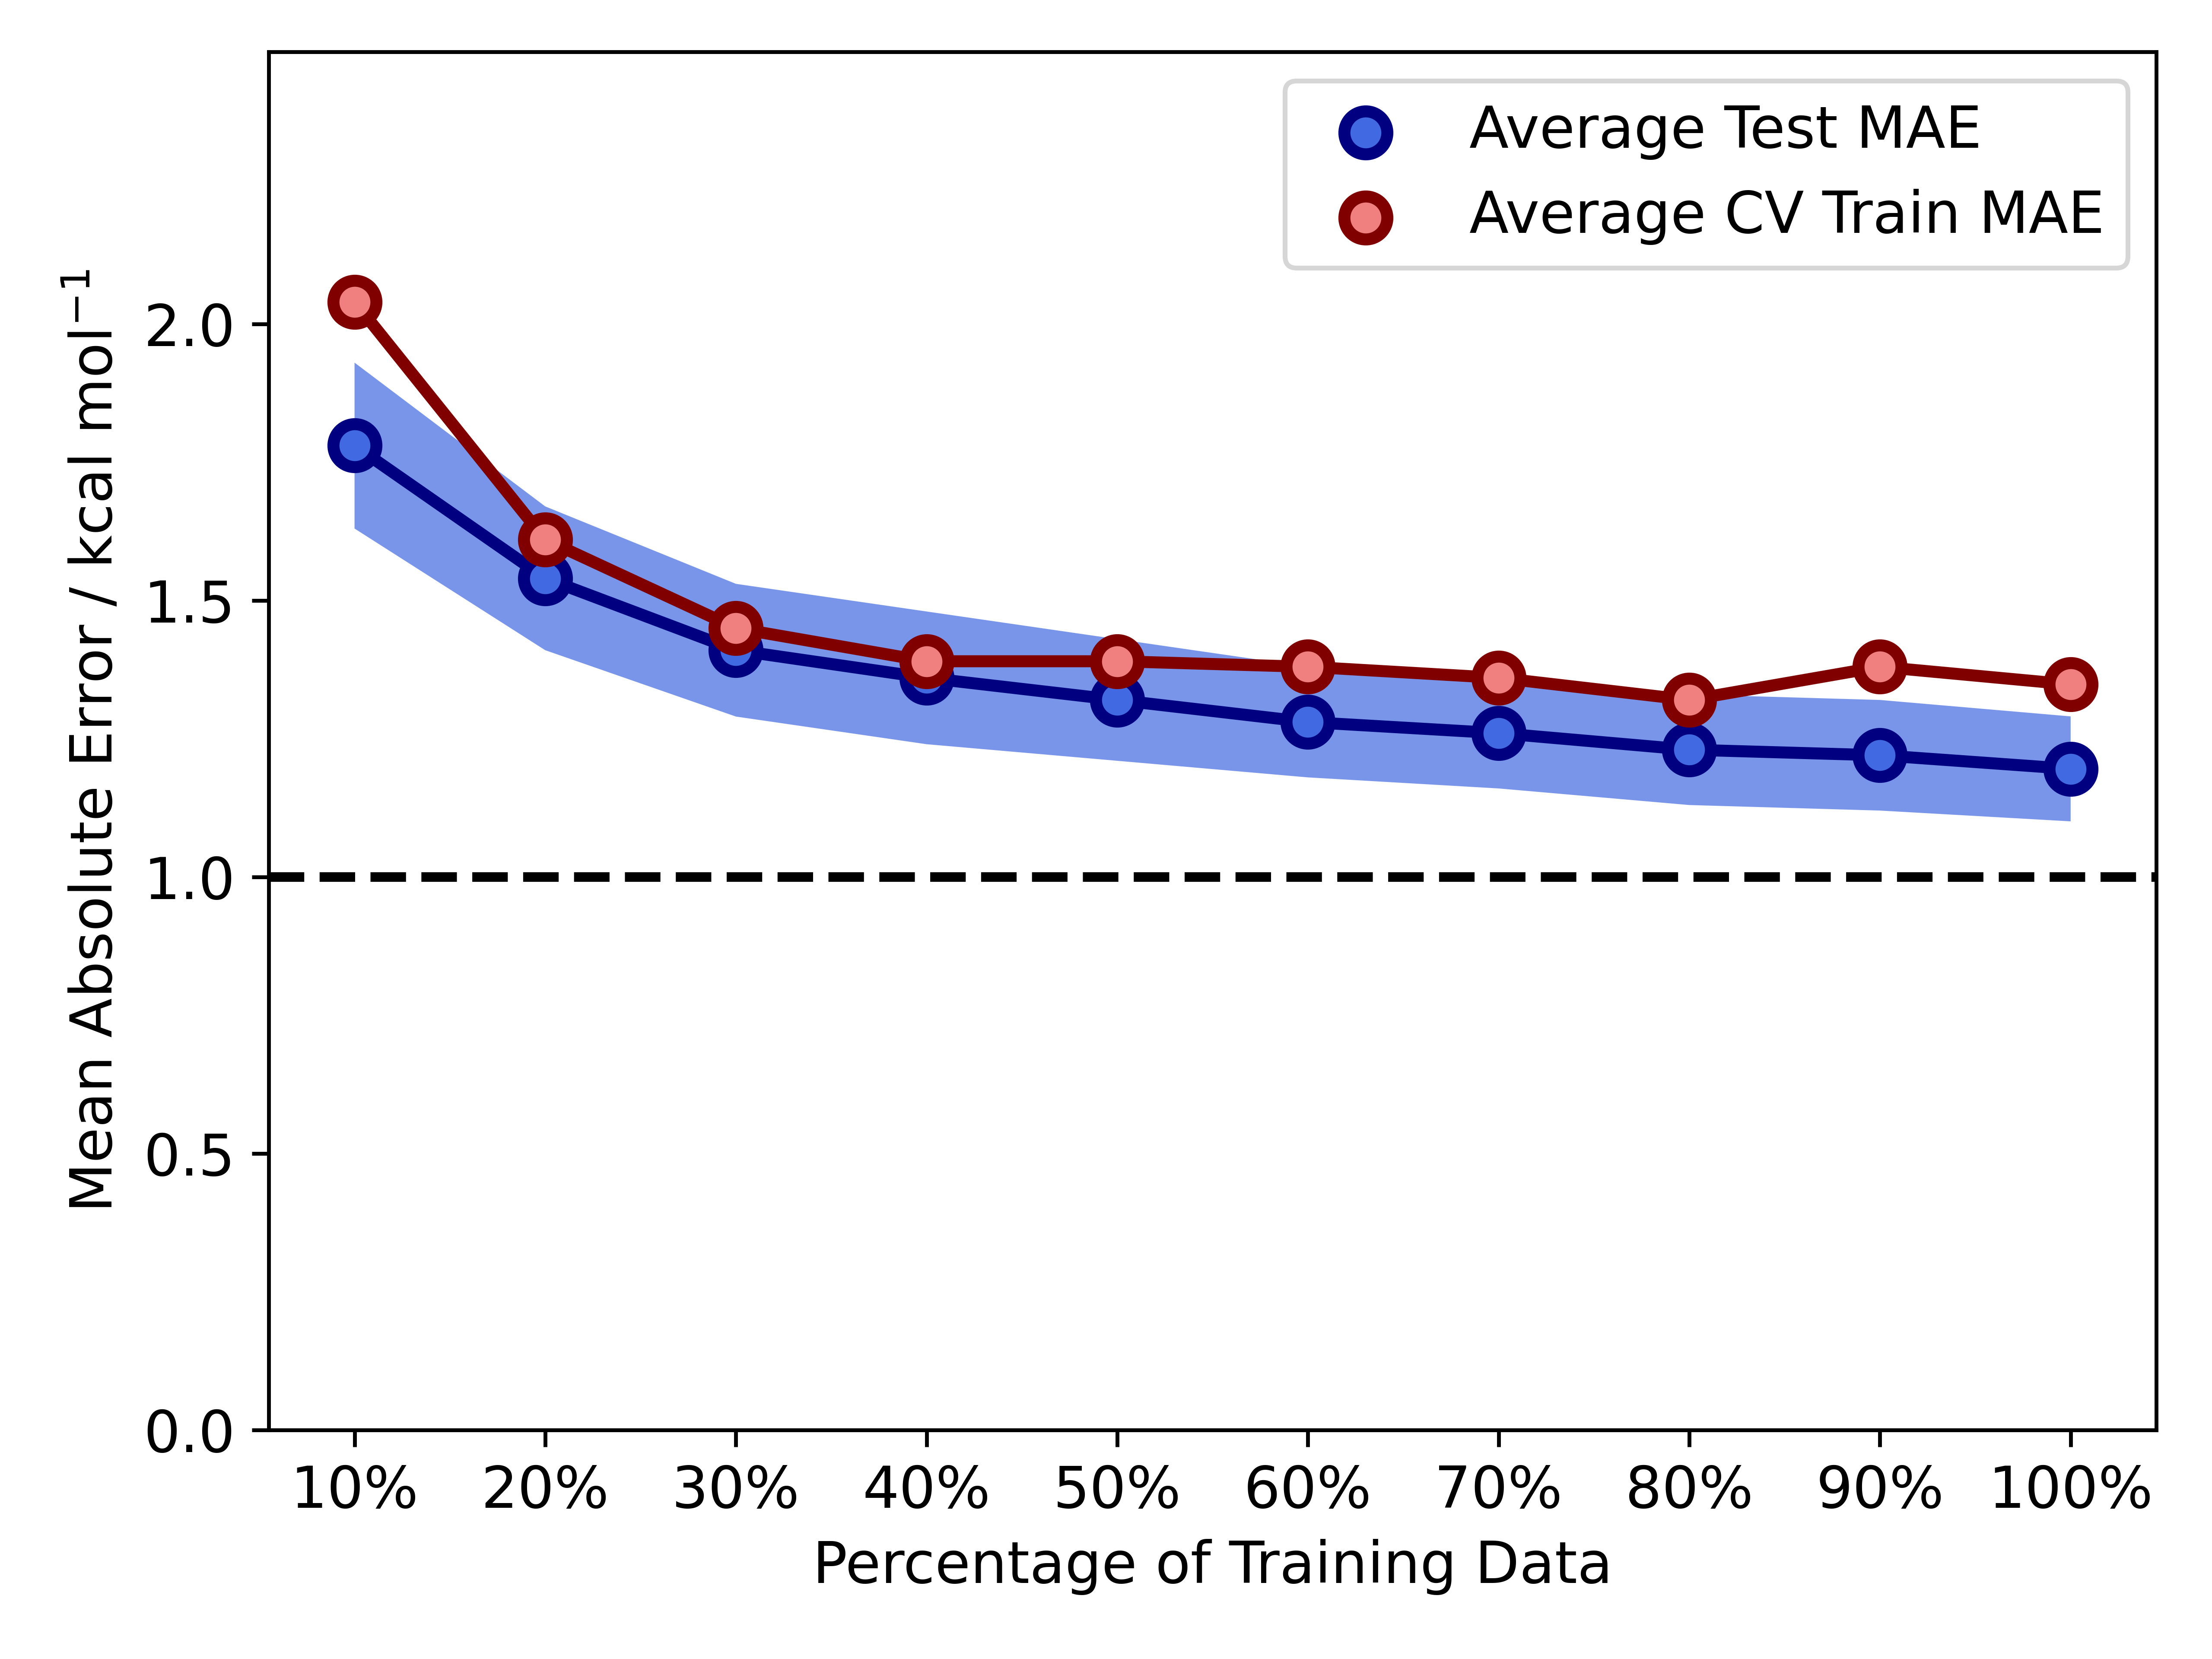 Average Test MAE
Average CV Train MAE
Mean Absolute Error / kcal mol⁻¹
2.0
1.5
1.0
0.5
0.0
10% 20% 30% 40% 50% 60% 70% 80% 90% 100%
Percentage of Training Data